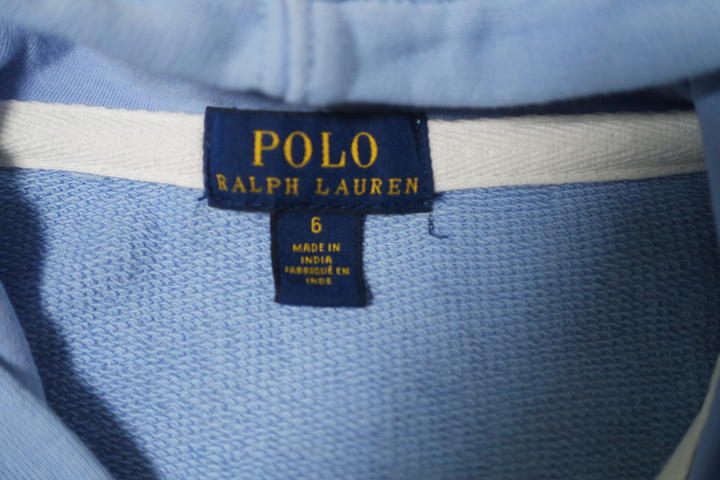 POLO
RALPH LAUREN
6
MADE IN
INDIA
FABRIQUÉ EN
INDE